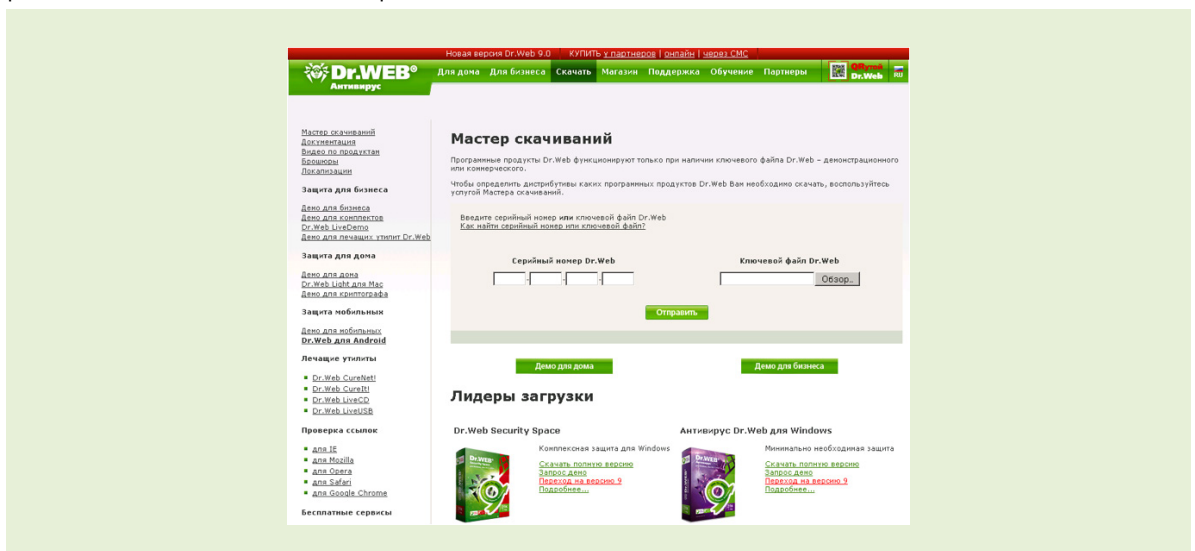 Новая версия Dr.Web 9.0 КУПИТЬ у партнеров | онлайн | через СМС
Dr.WEB®
Антивирус
Для дома Для бизнеса Скачать Магазин Поддержка Обучение Партнеры
QRутой
Dr.Web
RU
Мастер скачиваний
Документация
Видео по продуктам
Брошюры
Локализации
Защита для бизнеса
Демо для бизнеса
Демо для комплектов
Dr.Web LiveDemo
Демо для лечащих утилит Dr.Web
Защита для дома
Демо для дома
Dr.Web Light для Mac
Демо для криптографа
Защита мобильных
Демо для мобильных
Dr.Web для Android
Лечащие утилиты
Dr.Web CureNet!
Dr.Web CureIt!
Dr.Web LiveCD
Dr.Web LiveUSB
Проверка ссылок
для IE
для Mozilla
для Opera
для Safari
для Google Chrome
Бесплатные сервисы
Мастер скачиваний
Программные продукты Dr.Web функционируют только при наличии ключевого файла Dr.Web – демонстрационного
или коммерческого.
Чтобы определить дистрибутивы каких программных продуктов Dr.Web Вам необходимо скачать, воспользуйтесь
услугой Мастера скачиваний.
Введите серийный номер или ключевой файл Dr.Web
Как найти серийный номер или ключевой файл?
Серийный номер Dr.Web
- - -
Ключевой файл Dr.Web
Обзор..
Отправить
Демо для дома
Демо для бизнеса
Лидеры загрузки
Dr.Web Security Space
Комплексная защита для Windows
Скачать полную версию
Запрос демо
Переход на версию 9
Подробнее...
Dr.WEB
9
Антивирус Dr.Web для Windows
Минимально необходимая защита
Скачать полную версию
Запрос демо
Переход на версию 9
Подробнее...
Dr.WEB
9